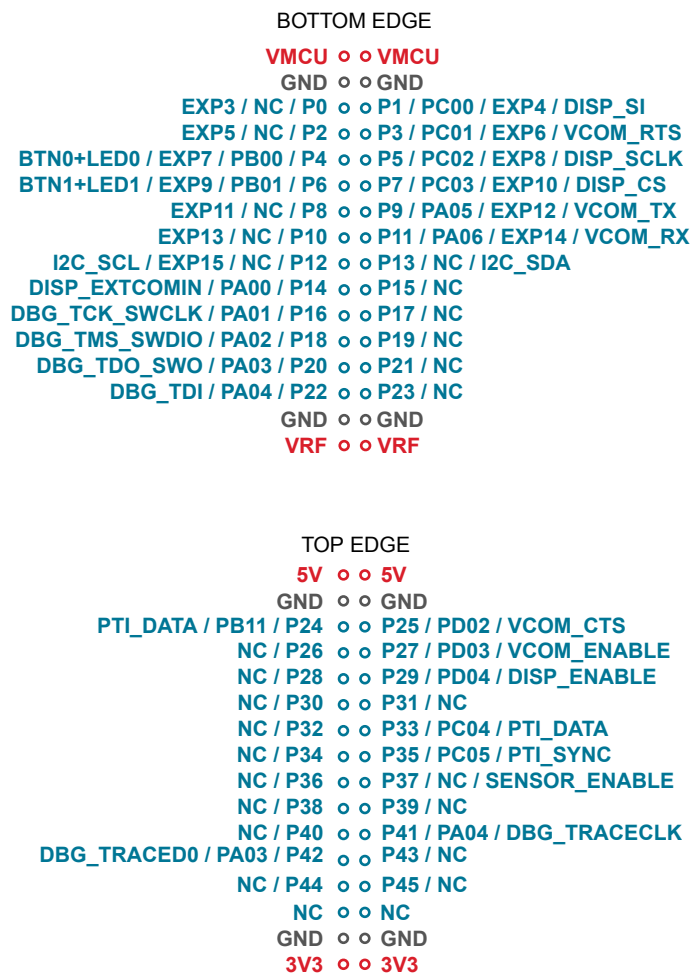 BOTTOM EDGE
VMCU VMCU
GND GND
EXP3 / NC / P0 P1 / PC00 / EXP4 / DISP_SI
EXP5 / NC / P2 P3 / PC01 / EXP6 / VCOM_RTS
BTN0+LED0 / EXP7 / PB00 / P4 P5 / PC02 / EXP8 / DISP_SCLK
BTN1+LED1 / EXP9 / PB01 / P6 P7 / PC03 / EXP10 / DISP_CS
EXP11 / NC / P8 P9 / PA05 / EXP12 / VCOM_TX
EXP13 / NC / P10 P11 / PA06 / EXP14 / VCOM_RX
I2C_SCL / EXP15 / NC / P12 P13 / NC / I2C_SDA
DISP_EXTCOMIN / PA00 / P14 P15 / NC
DBG_TCK_SWCLK / PA01 / P16 P17 / NC
DBG_TMS_SWDIO / PA02 / P18 P19 / NC
DBG_TDO_SWO / PA03 / P20 P21 / NC
DBG_TDI / PA04 / P22 P23 / NC
GND GND
VRF VRF
TOP EDGE
5V 5V
GND GND
PTI_DATA / PB11 / P24 P25 / PD02 / VCOM_CTS
NC / P26 P27 / PD03 / VCOM_ENABLE
NC / P28 P29 / PD04 / DISP_ENABLE
NC / P30 P31 / NC
NC / P32 P33 / PC04 / PTI_DATA
NC / P34 P35 / PC05 / PTI_SYNC
NC / P36 P37 / NC / SENSOR_ENABLE
NC / P38 P39 / NC
NC / P40 P41 / PA04 / DBG_TRACECLK
DBG_TRACED0 / PA03 / P42 P43 / NC
NC / P44 P45 / NC
NC NC
GND GND
3V3 3V3